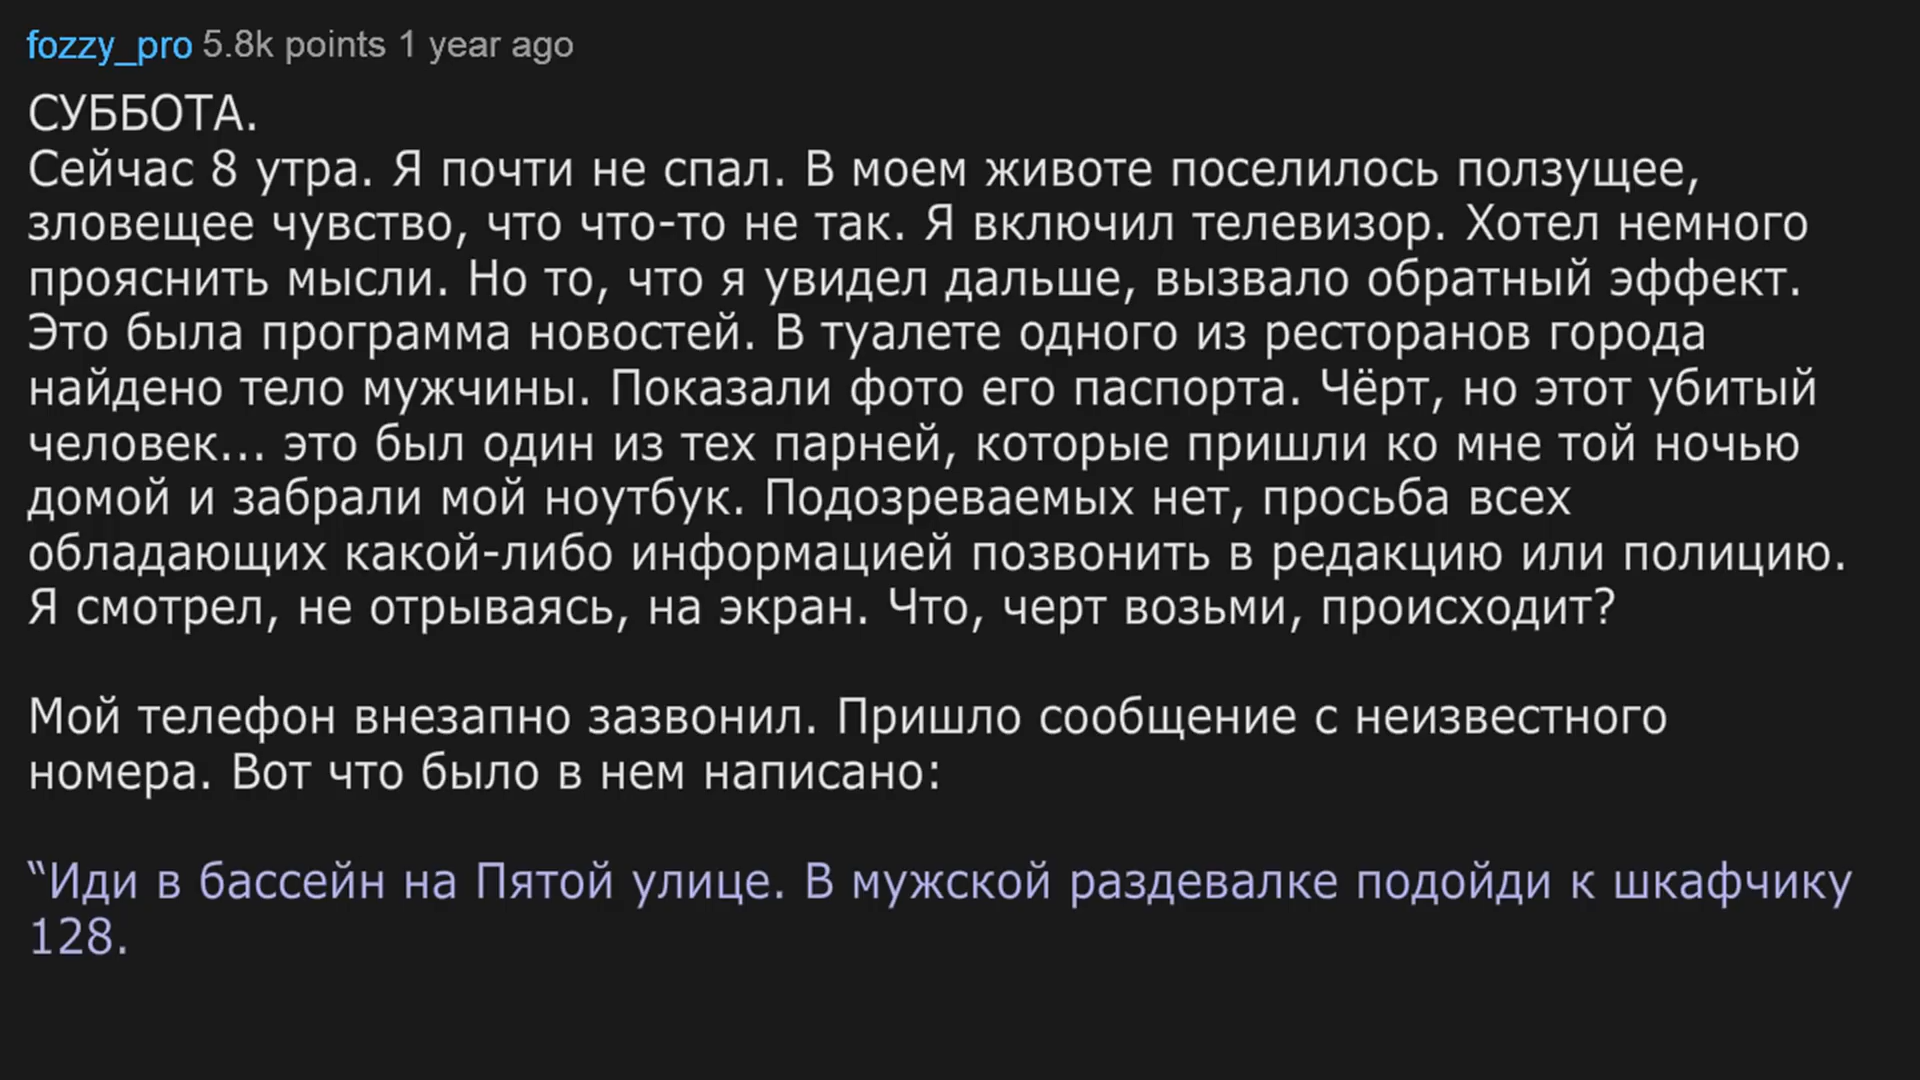 fozzy_pro 5.8k points 1 year ago
СУББОТА.
Сейчас 8 утра. Я почти не спал. В моем животе поселилось ползущее,
зловещее чувство, что что-то не так. Я включил телевизор. Хотел немного
прояснить мысли. Но то, что я увидел дальше, вызвало обратный эффект.
Это была программа новостей. В туалете одного из ресторанов города
найдено тело мужчины. Показали фото его паспорта. Чёрт, но этот убитый
человек... это был один из тех парней, которые пришли ко мне той ночью
домой и забрали мой ноутбук. Подозреваемых нет, просьба всех
обладающих какой-либо информацией позвонить в редакцию или полицию.
Я смотрел, не отрываясь, на экран. Что, черт возьми, происходит?
Мой телефон внезапно зазвонил. Пришло сообщение с неизвестного
номера. Вот что было в нем написано:
“Иди в бассейн на Пятой улице. В мужской раздевалке подойди к шкафчику
128.